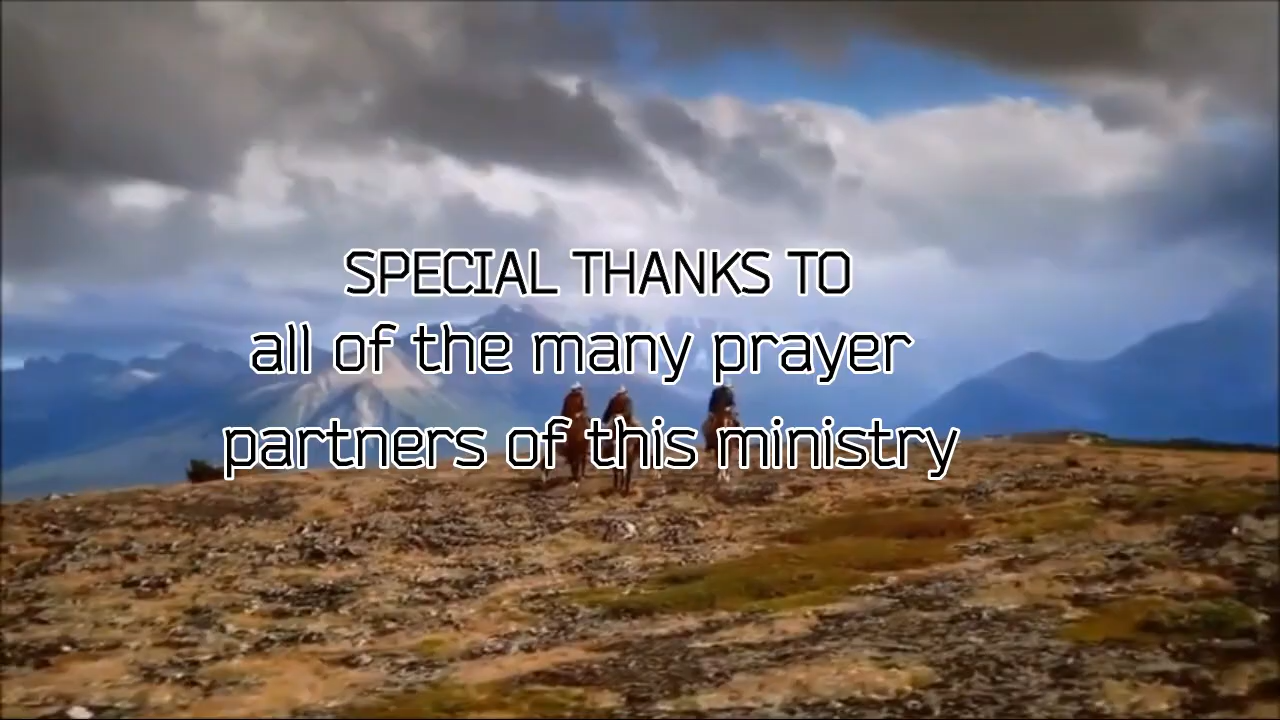 SPECIAL THANKS TO
all of the many prayer
partners of this ministry